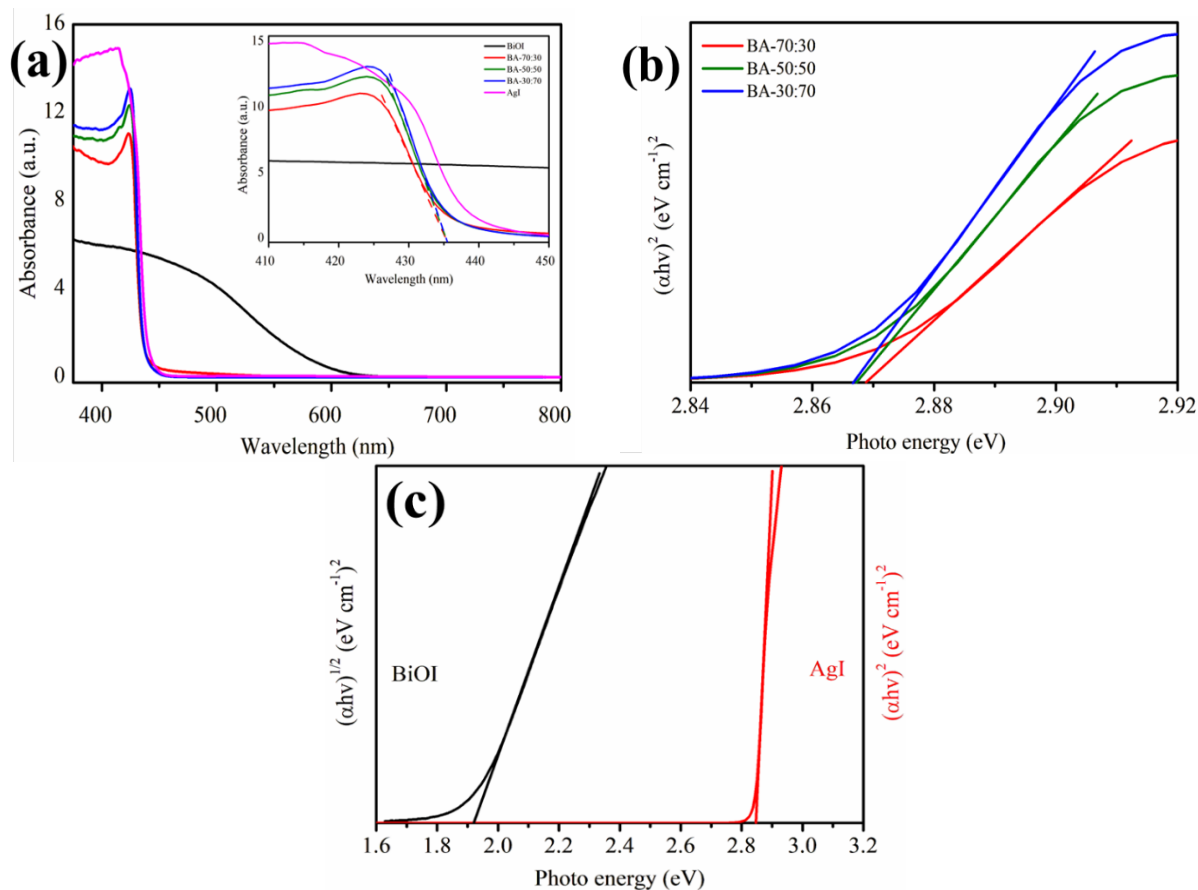 (a)
16
12
8
4
0
Absorbance (a.u.)
400 500 600 700 800
Wavelength (nm)
15
10
5
0
Absorbance (a.u.)
410 420 430 440 450
Wavelength (nm)
BiOI
BA-70:30
BA-50:50
BA-30:70
AgI
(b)
BA-70:30
BA-50:50
BA-30:70
(αhν)² (eV cm⁻¹)²
2.84 2.86 2.88 2.90 2.92
Photo energy (eV)
(c)
(αhν)¹/² (eV cm⁻¹)²
BiOI
AgI
(αhν)² (eV cm⁻¹)²
1.6 1.8 2.0 2.2 2.4 2.6 2.8 3.0 3.2
Photo energy (eV)